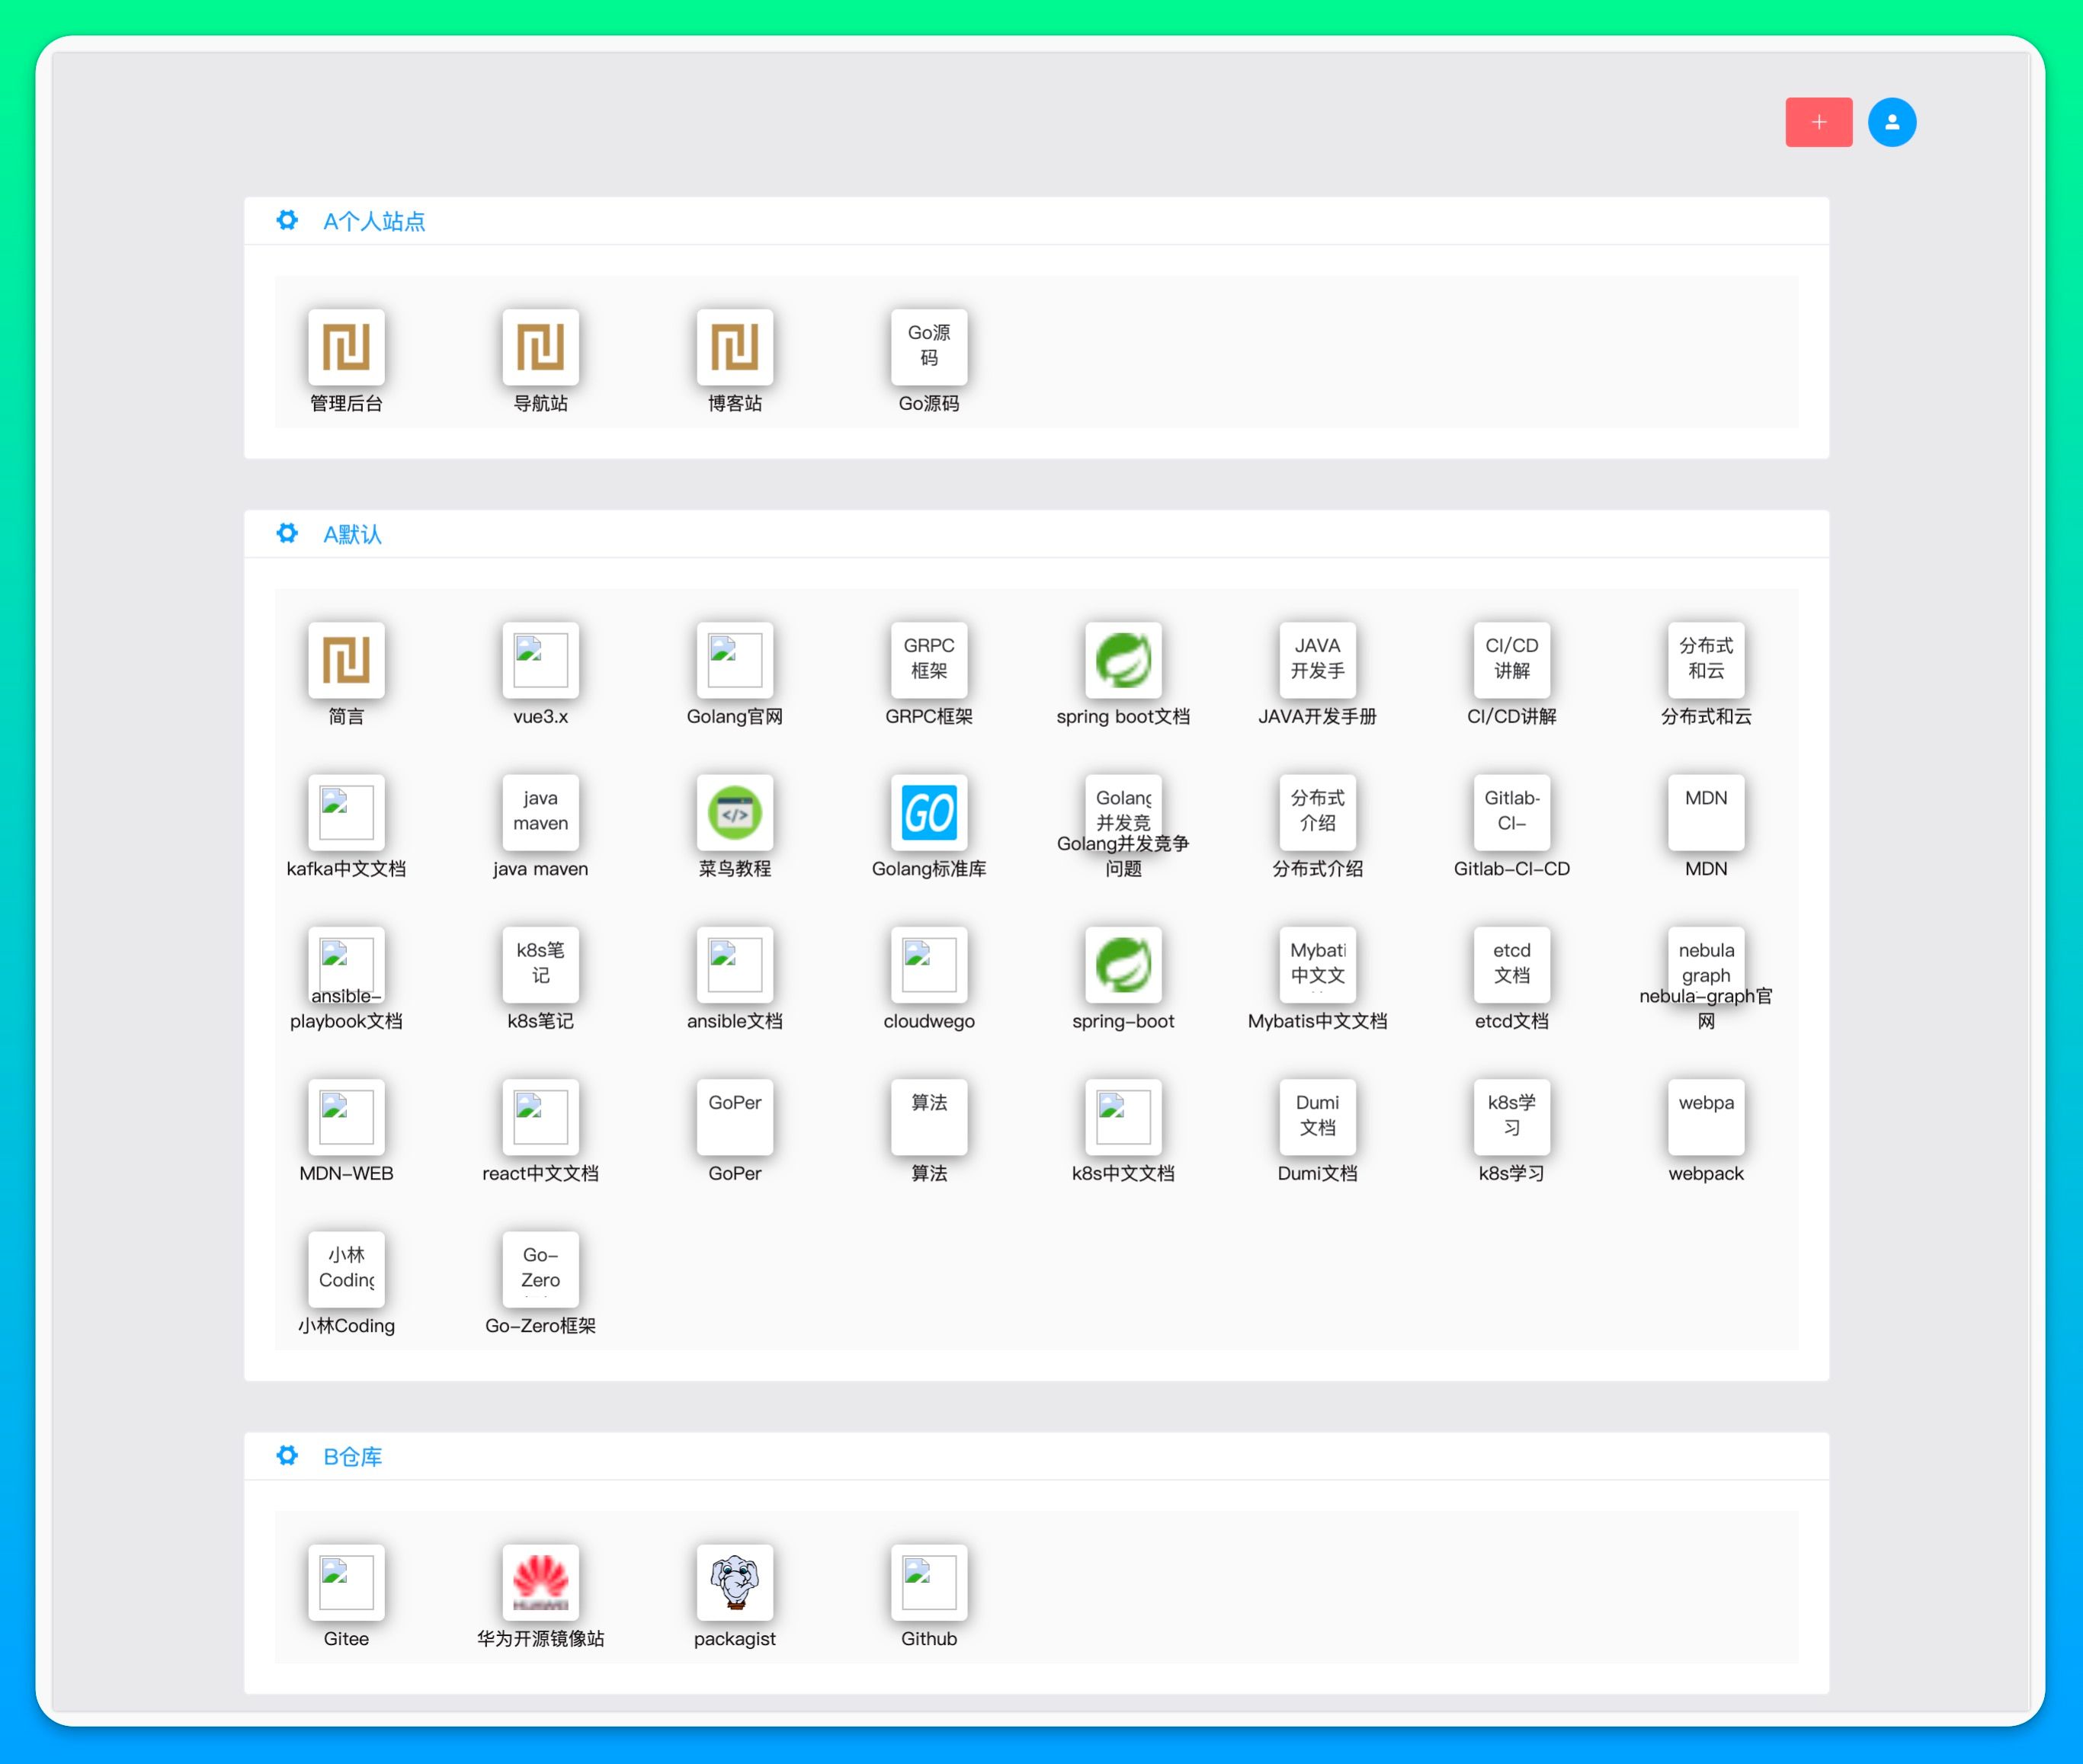 A个人站点
Go源
码
管理后台
导航站
博客站
Go源码
A默认
GRPC
框架
JAVA
开发手
CI/CD
讲解
分布式
和云
简言
vue3.x
Golang官网
GRPC框架
spring boot文档
JAVA开发手册
CI/CD讲解
分布式和云
java
maven
GO
Golang
并发竞
分布式
介绍
Gitlab-
CI-
MDN
kafka中文文档
java maven
菜鸟教程
Golang标准库
Golang并发竞争
问题
分布式介绍
Gitlab-CI-CD
MDN
k8s笔
记
Mybati
中文文
etcd
文档
nebula
graph
ansible-
playbook文档
k8s笔记
ansible文档
cloudwego
spring-boot
Mybatis中文文档
etcd文档
nebula-graph官
网
GoPer
算法
Dumi
文档
k8s学
习
webpa
MDN-WEB
react中文文档
GoPer
算法
k8s中文文档
Dumi文档
k8s学习
webpack
小林
Coding
Go-
Zero
小林Coding
Go-Zero框架
B仓库
HUAWEI
Gitee
华为开源镜像站
packagist
Github